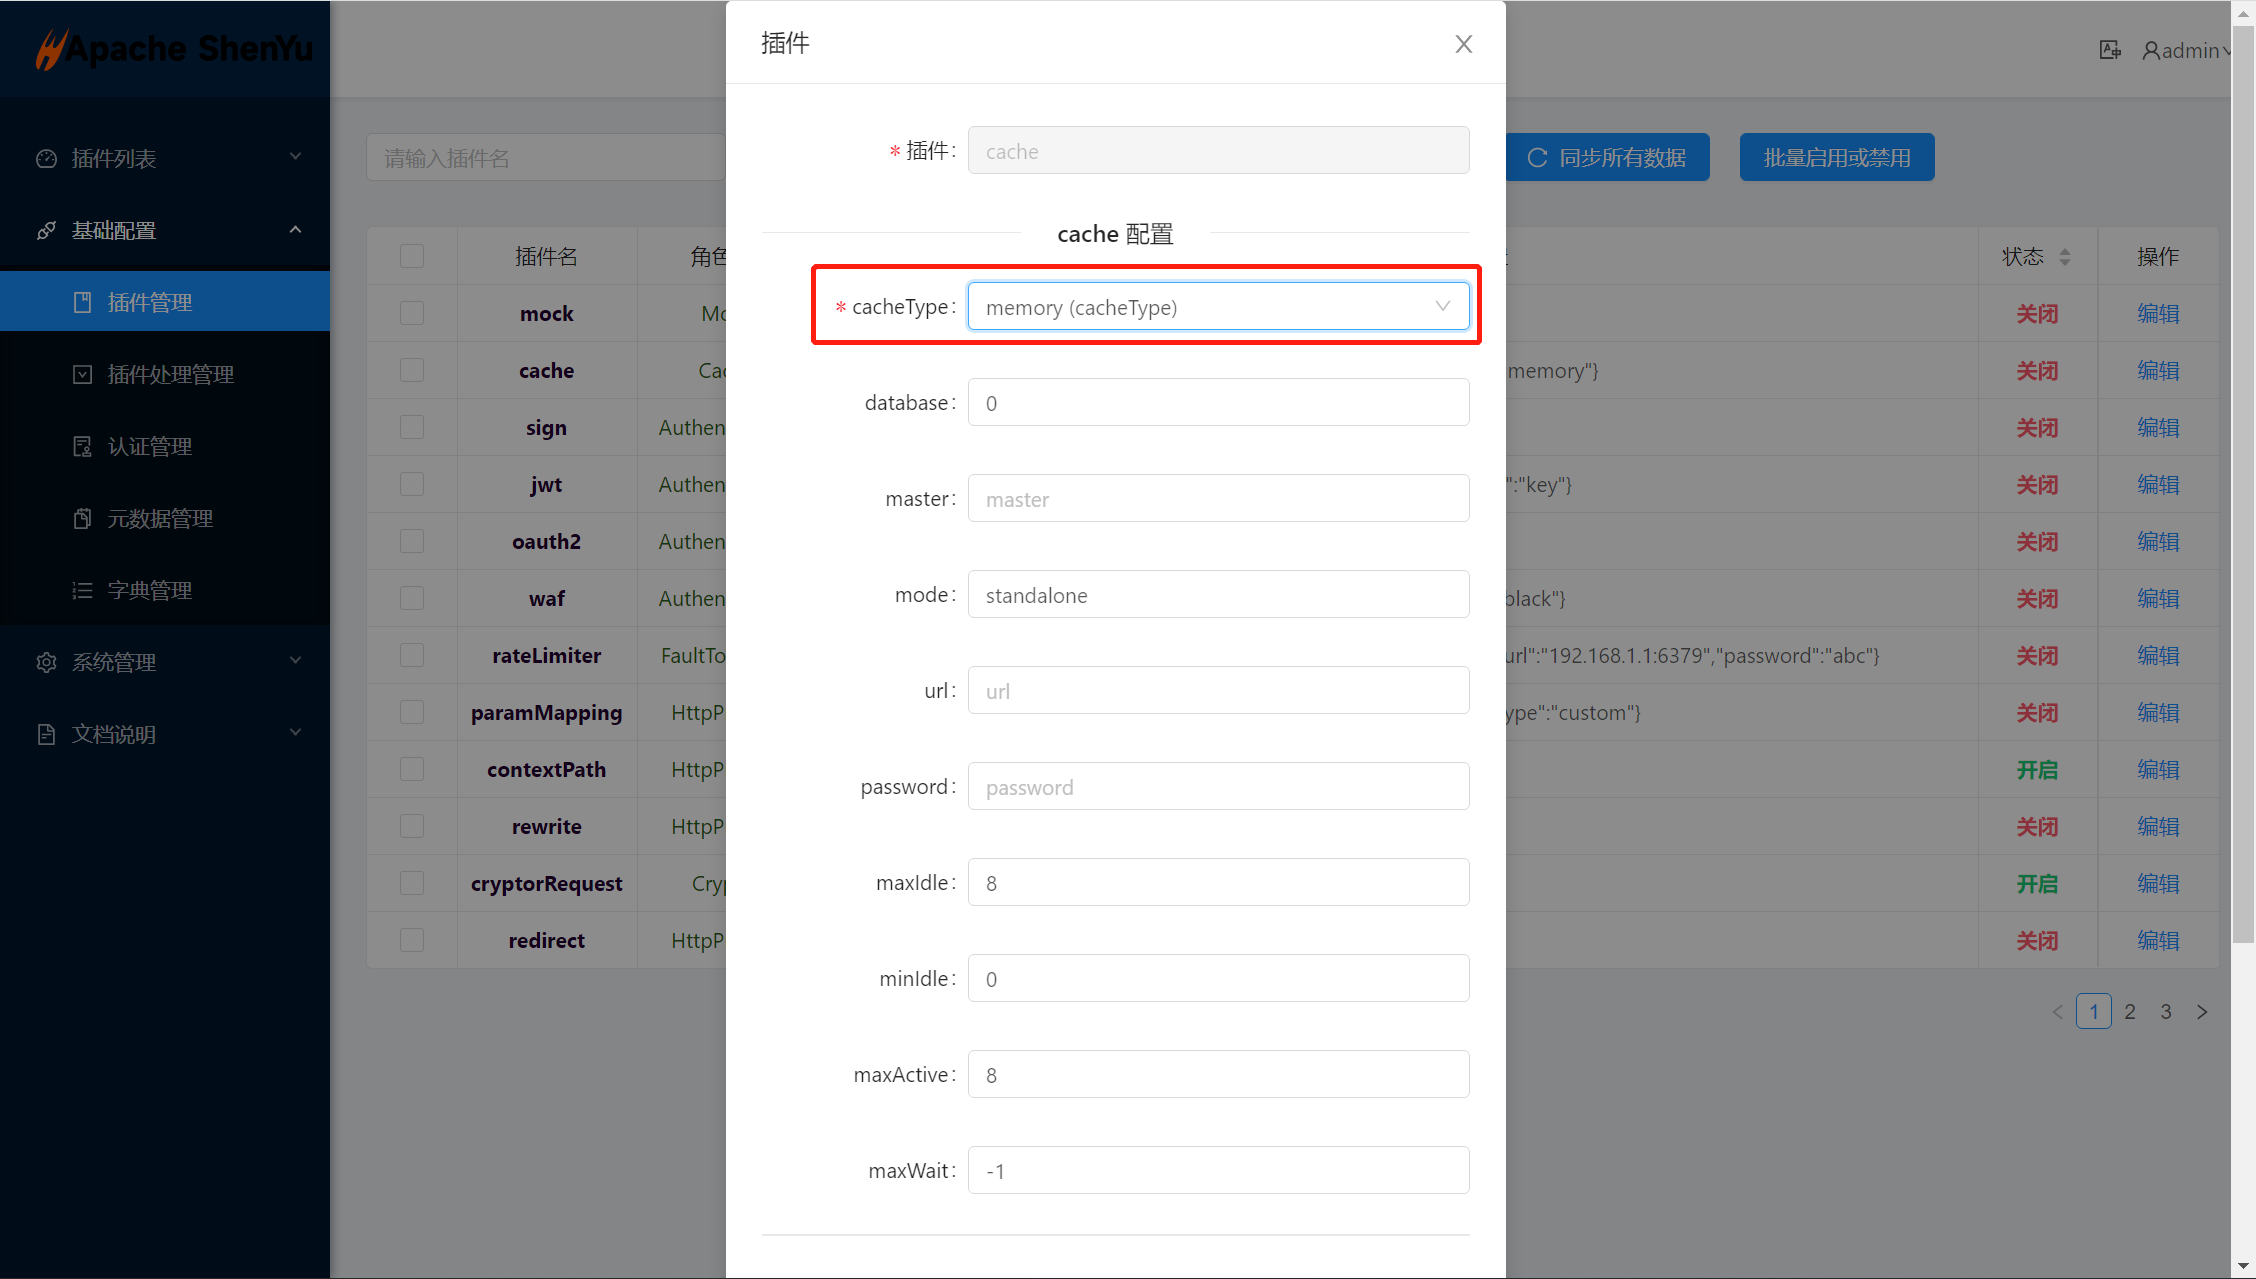 Apache ShenYu
admin
插件列表
基础配置
插件管理
插件处理管理
认证管理
元数据管理
字典管理
系统管理
文档说明
请输入插件名
同步所有数据
批量启用或禁用
插件名 角色 状态 操作
mock 关闭 编辑
cache memory"} 关闭 编辑
sign Authen 关闭 编辑
jwt Authen ":"key"} 关闭 编辑
oauth2 Authen 关闭 编辑
waf Authen black"} 关闭 编辑
rateLimiter FaultTo url":"192.168.1.1:6379","password":"abc"} 关闭 编辑
paramMapping HttpP ype":"custom"} 关闭 编辑
contextPath HttpP 开启 编辑
rewrite HttpP 关闭 编辑
cryptorRequest Cryp 开启 编辑
redirect HttpP 关闭 编辑
1 2 3
插件
* 插件: cache
cache 配置
* cacheType: memory (cacheType)
database: 0
master: master
mode: standalone
url: url
password: password
maxIdle: 8
minIdle: 0
maxActive: 8
maxWait: -1